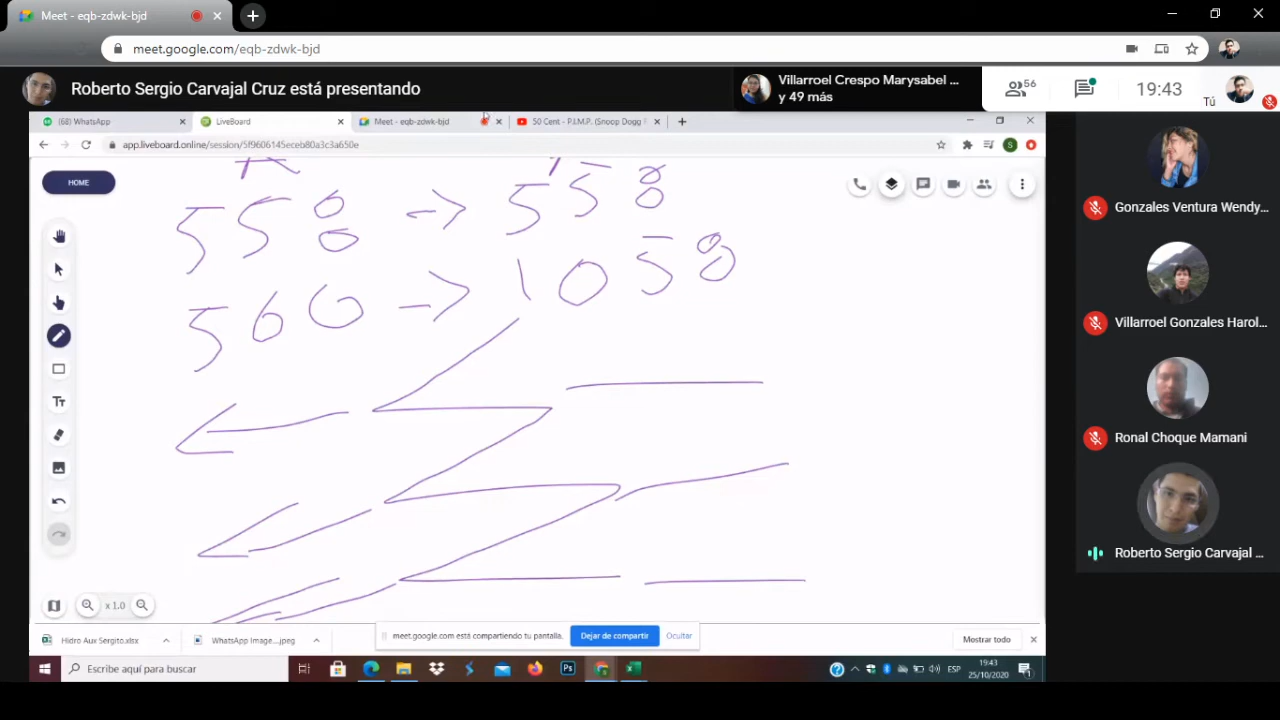 Meet - eqb-zdwk-bjd
meet.google.com/eqb-zdwk-bjd
Roberto Sergio Carvajal Cruz está presentando
Villarroel Crespo Marysabel ...
y 49 más
56
19:43
Tú
(68) WhatsApp
LiveBoard
Meet - eqb-zdwk-bjd
50 Cent - P.I.M.P. (Snoop Dogg R
app.liveboard.online/session/5f9606145eceb80a3c3a650e
HOME
558 -> 558
560 -> 1058
Tт
x 1.0
Gonzales Ventura Wendy
Villarroel Gonzales Harol...
Ronal Choque Mamani
Roberto Sergio Carvajal ...
Hidro Aux Sergito.xlsx
WhatsApp Image....jpeg
meet.google.com está compartiendo tu pantalla.
Dejar de compartir
Ocultar
Mostrar todo
Escribe aquí para buscar
Ps
ESP
19:43
25/10/2020